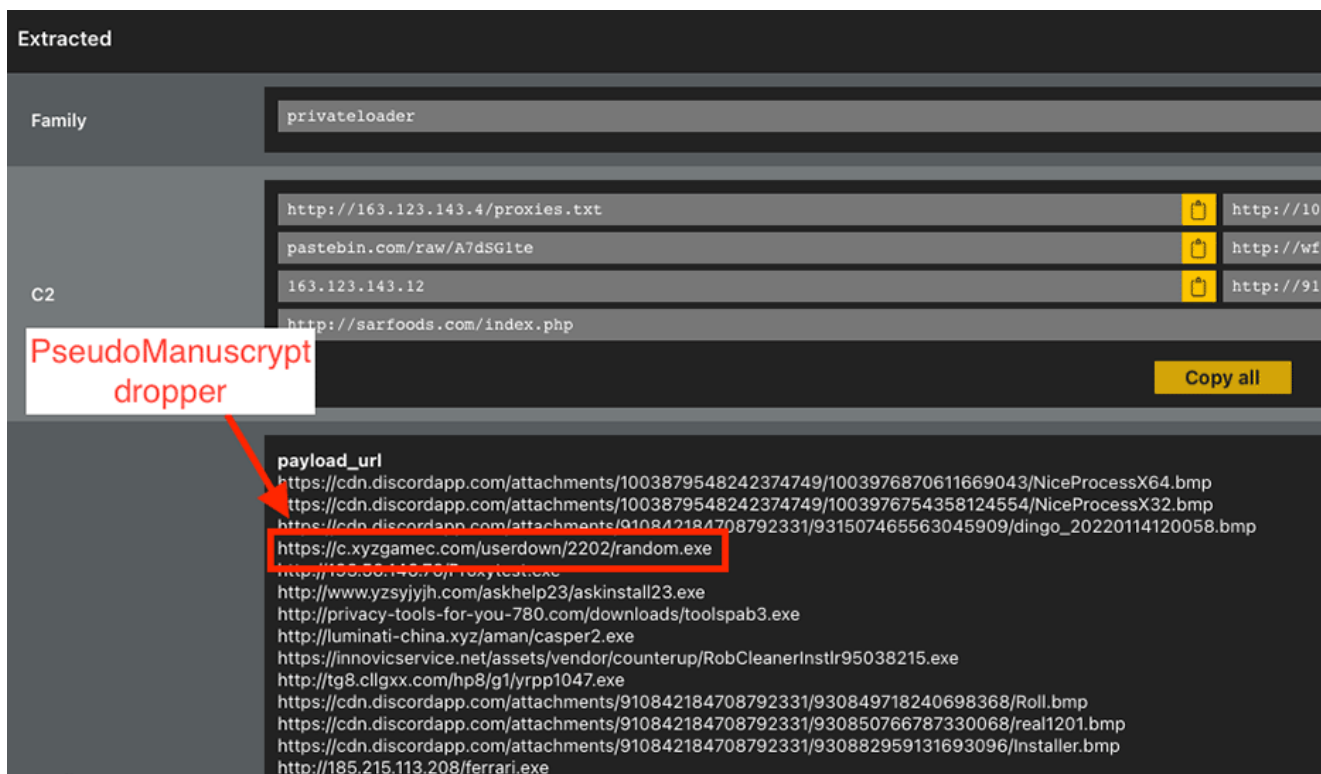 Extracted
Family
privateloader
C2
http://163.123.143.4/proxies.txt
http://10
pastebin.com/raw/A7dSG1te
http://wf
163.123.143.12
http://91
http://sarfoods.com/index.php
PseudoManuscrypt
dropper
Copy all
payload_url
https://cdn.discordapp.com/attachments/1003879548242374749/1003976870611669043/NiceProcessX64.bmp
https://cdn.discordapp.com/attachments/1003879548242374749/1003976754358124554/NiceProcessX32.bmp
https://cdn.discordapp.com/attachments/910842184708792331/931507465563045909/dingo_20220114120058.bmp
https://c.xyzgamec.com/userdown/2202/random.exe
http://www.yzsyjyjh.com/askhelp23/askinstall23.exe
http://privacy-tools-for-you-780.com/downloads/toolspab3.exe
http://luminati-china.xyz/aman/casper2.exe
https://innovicservice.net/assets/vendor/counterup/RobCleanerInstlr95038215.exe
http://tg8.cllgxx.com/hp8/g1/yrpp1047.exe
https://cdn.discordapp.com/attachments/910842184708792331/930849718240698368/Roll.bmp
https://cdn.discordapp.com/attachments/910842184708792331/930850766787330068/real1201.bmp
https://cdn.discordapp.com/attachments/910842184708792331/930882959131693096/Installer.bmp
http://185.215.113.208/ferrari.exe